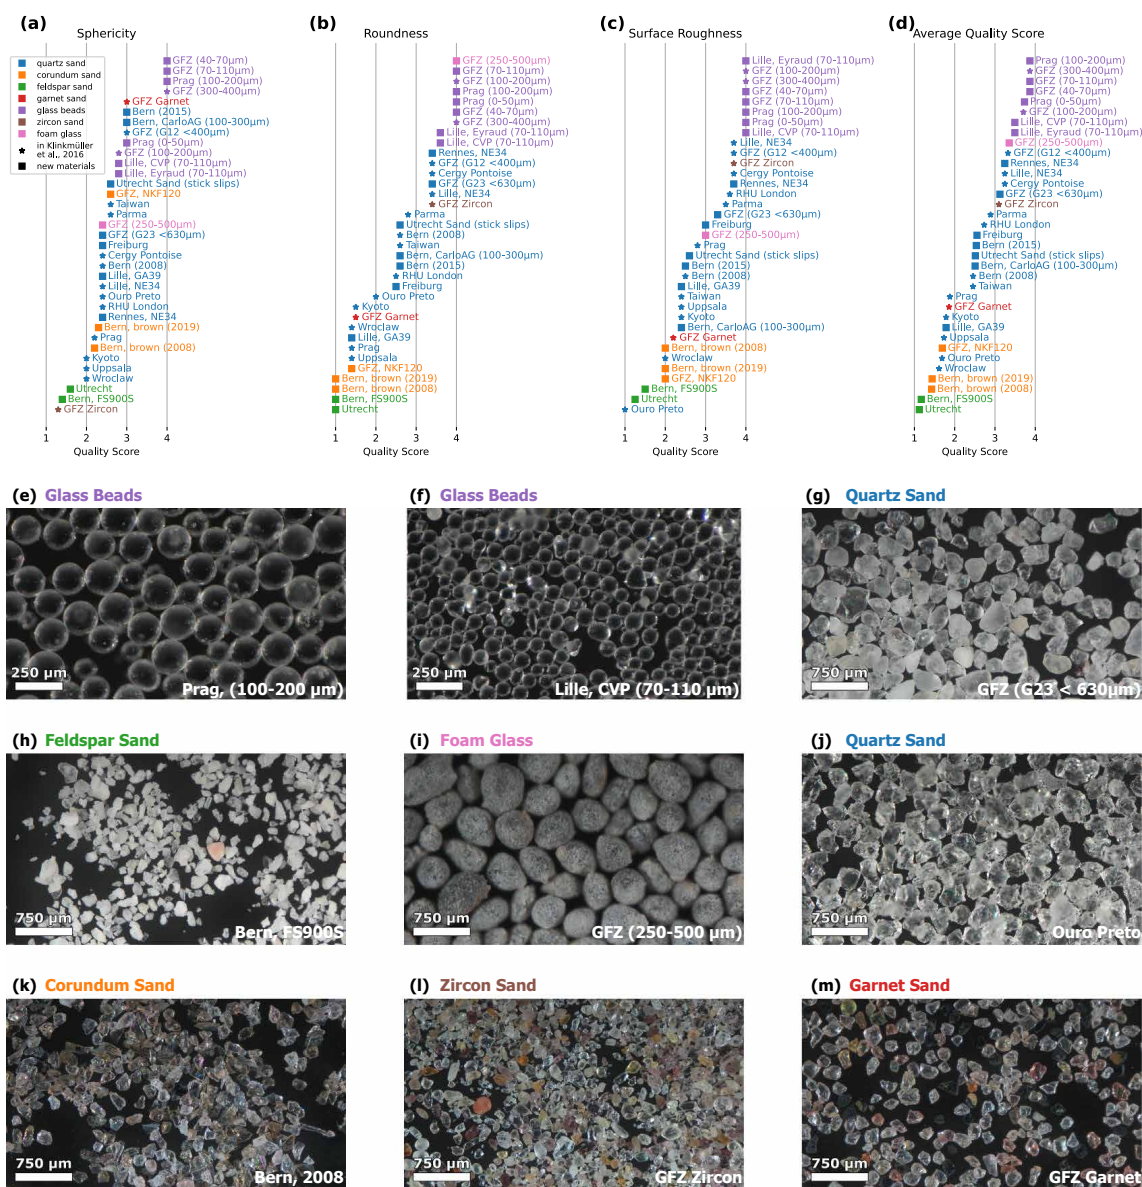 (a)
Sphericity
quartz sand
corundum sand
feldspar sand
garnet sand
glass beads
zircon sand
foam glass
in Klinkmüller
et al., 2016
new materials
GFZ (40-70μm)
GFZ (70-110μm)
Prag (100-200μm)
GFZ (300-400μm)
GFZ Garnet
Bern (2015)
Bern, CarloAG (100-300μm)
GFZ (G12 <400μm)
Prag (0-50μm)
GFZ (100-200μm)
Lille, CVP (70-110μm)
Lille, Eyraud (70-110μm)
Utrecht Sand (stick slips)
GFZ, NKF120
Taiwan
Parma
GFZ (250-500μm)
GFZ (G23 <630μm)
Freiburg
Cergy Pontoise
Bern (2008)
Lille, GA39
Lille, NE34
Ouro Preto
RHU London
Rennes, NE34
Bern, brown (2019)
Prag
Bern, brown (2008)
Kyoto
Uppsala
Wroclaw
Utrecht
Bern, FS900S
GFZ Zircon
1 2 3 4
Quality Score
(b)
Roundness
GFZ (250-500μm)
GFZ (70-110μm)
GFZ (100-200μm)
GFZ (300-400μm)
Prag (100-200μm)
Prag (0-50μm)
GFZ (40-70μm)
Lille, Eyraud (70-110μm)
Lille, CVP (70-110μm)
Rennes, NE34
GFZ (G12 <400μm)
Cergy Pontoise
GFZ (G23 <630μm)
Lille, NE34
GFZ Zircon
Parma
Utrecht Sand (stick slips)
Bern (2008)
Taiwan
Bern, CarloAG (100-300μm)
Bern (2015)
RHU London
Freiburg
Ouro Preto
Kyoto
GFZ Garnet
Wroclaw
Lille, GA39
Prag
Uppsala
GFZ, NKF120
Bern, brown (2019)
Bern, brown (2008)
Bern, FS900S
Utrecht
1 2 3 4
Quality Score
(c)
Surface Roughness
Lille, Eyraud (70-110μm)
GFZ (100-200μm)
GFZ (300-400μm)
GFZ (40-70μm)
GFZ (70-110μm)
Prag (100-200μm)
Prag (0-50μm)
Lille, CVP (70-110μm)
Lille, NE34
GFZ (G12 <400μm)
GFZ Zircon
Cergy Pontoise
Rennes, NE34
RHU London
Parma
GFZ (G23 <630μm)
Freiburg
GFZ (250-500μm)
Prag
Utrecht Sand (stick slips)
Bern (2015)
Bern (2008)
Lille, GA39
Taiwan
Uppsala
Kyoto
Bern, CarloAG (100-300μm)
GFZ Garnet
Bern, brown (2008)
Wroclaw
Bern, brown (2019)
GFZ, NKF120
Bern, FS900S
Utrecht
Ouro Preto
1 2 3 4
Quality Score
(d)
Average Quality Score
Prag (100-200μm)
GFZ (300-400μm)
GFZ (70-110μm)
GFZ (40-70μm)
Prag (0-50μm)
GFZ (100-200μm)
Lille, CVP (70-110μm)
Lille, Eyraud (70-110μm)
GFZ (250-500μm)
GFZ (G12 <400μm)
Rennes, NE34
Lille, NE34
Cergy Pontoise
GFZ (G23 <630μm)
GFZ Zircon
Parma
RHU London
Freiburg
Bern (2015)
Utrecht Sand (stick slips)
Bern, CarloAG (100-300μm)
Bern (2008)
Taiwan
Prag
GFZ Garnet
Kyoto
Lille, GA39
Uppsala
GFZ, NKF120
Ouro Preto
Wroclaw
Bern, brown (2019)
Bern, brown (2008)
Bern, FS900S
Utrecht
1 2 3 4
Quality Score
(e) Glass Beads
250 μm
Prag, (100-200 μm)
(f) Glass Beads
250 μm
Lille, CVP (70-110 μm)
(g) Quartz Sand
750 μm
GFZ (G23 < 630μm)
(h) Feldspar Sand
750 μm
Bern, FS900S
(i) Foam Glass
750 μm
GFZ (250-500 μm)
(j) Quartz Sand
750 μm
Ouro Preto
(k) Corundum Sand
750 μm
Bern, 2008
(l) Zircon Sand
750 μm
GFZ Zircon
(m) Garnet Sand
750 μm
GFZ Garnet